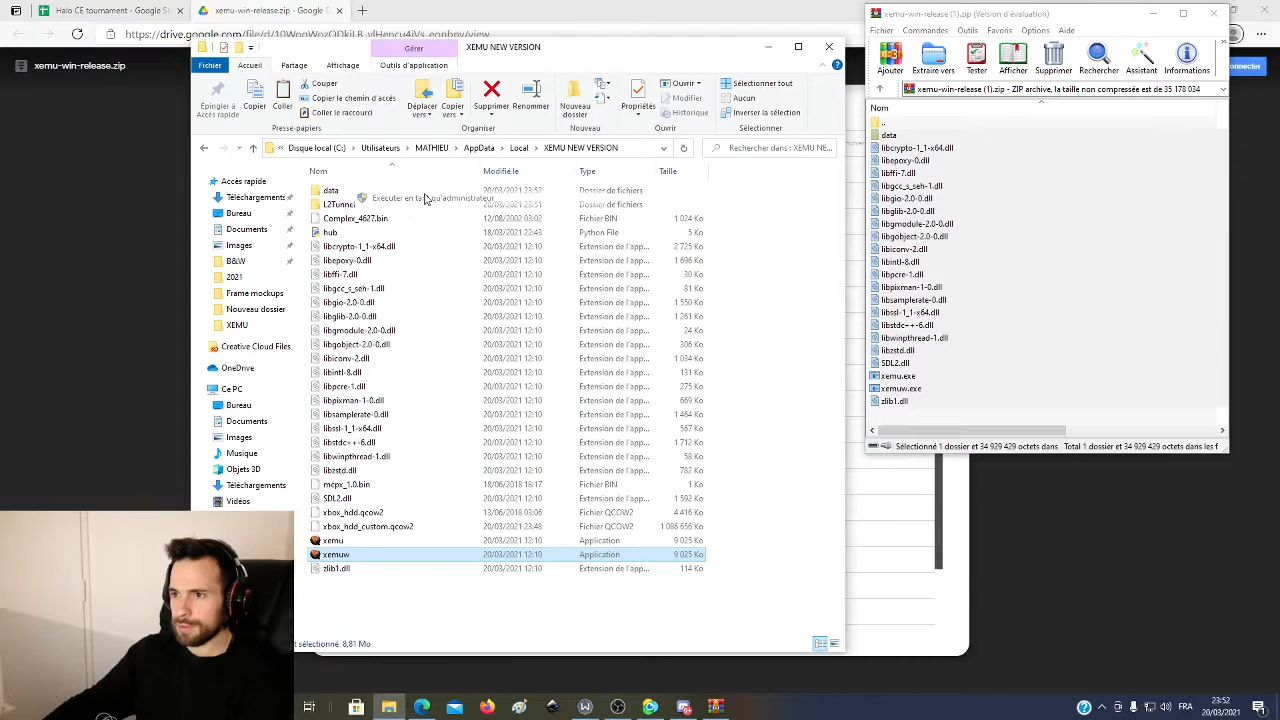 Halo CE tournament - Google S
xemu-win-release.zip - Google D
xemu-win-release.zip
Gérer
XEMU NEW VERSION
Fichier
Accueil
Partage
Affichage
Outils d'application
Épingler à
Accès rapide
Copier
Coller
Couper
Copier le chemin d'accès
Coller le raccourci
Déplacer
vers
Copier
vers
Supprimer
Renommer
Nouveau
dossier
Propriétés
Ouvrir
Modifier
Historique
Sélectionner tout
Aucun
Inverser la sélection
Presse-papiers
Organiser
Nouveau
Ouvrir
Sélectionner
Disque local (C:) > Utilisateurs > MATHIEU > AppData > Local > XEMU NEW VERSION
Rechercher dans : XEMU NE...
Nom
Modifié le
Type
Taille
data 20/03/2021 23:52 Dossier de fichiers
Exécuter en tant qu'administrateur
L2Tunnel 20/03/2021 23:51 Dossier de fichiers
Complex_4627.bin 12/08/2002 03:02 Fichier BIN 1 024 Ko
hub 18/03/2021 22:43 Python File 5 Ko
libcrypto-1_1-x64.dll 20/03/2021 12:10 Extension de l'app... 2 725 Ko
libepoxy-0.dll 20/03/2021 12:10 Extension de l'app... 1 696 Ko
libffi-7.dll 20/03/2021 12:10 Extension de l'app... 30 Ko
libgcc_s_seh-1.dll 20/03/2021 12:10 Extension de l'app... 81 Ko
libgio-2.0-0.dll 20/03/2021 12:10 Extension de l'app... 1 550 Ko
libglib-2.0-0.dll 20/03/2021 12:10 Extension de l'app... 1 261 Ko
libgmodule-2.0-0.dll 20/03/2021 12:10 Extension de l'app... 24 Ko
libgobject-2.0-0.dll 20/03/2021 12:10 Extension de l'app... 306 Ko
libiconv-2.dll 20/03/2021 12:10 Extension de l'app... 1 034 Ko
libintl-8.dll 20/03/2021 12:10 Extension de l'app... 131 Ko
libpcre-1.dll 20/03/2021 12:10 Extension de l'app... 275 Ko
libpixman-1-0.dll 20/03/2021 12:10 Extension de l'app... 669 Ko
libsamplerate-0.dll 20/03/2021 12:10 Extension de l'app... 1 464 Ko
libssl-1_1-x64.dll 20/03/2021 12:10 Extension de l'app... 567 Ko
libstdc++-6.dll 20/03/2021 12:10 Extension de l'app... 1 712 Ko
libwinpthread-1.dll 20/03/2021 12:10 Extension de l'app... 58 Ko
libzstd.dll 20/03/2021 12:10 Extension de l'app... 782 Ko
mcpx_1.0.bin 18/06/2018 18:17 Fichier BIN 1 Ko
SDL2.dll 20/03/2021 12:10 Extension de l'app... 1 592 Ko
xbox_hdd.qcow2 13/06/2018 03:06 Fichier QCOW2 4 416 Ko
xbox_hdd_custom.qcow2 20/03/2021 23:48 Fichier QCOW2 1 086 656 Ko
xemu 20/03/2021 12:10 Application 9 025 Ko
xemuw 20/03/2021 12:10 Application 9 025 Ko
zlib1.dll 20/03/2021 12:10 Extension de l'app... 114 Ko
Accès rapide
Téléchargements
Bureau
Documents
Images
B&W
2021
Frame mockups
Nouveau dossier
XEMU
Creative Cloud Files
OneDrive
Ce PC
Bureau
Documents
Images
Musique
Objets 3D
Téléchargements
Vidéos
t sélectionné 8,81 Mo
xemu-win-release (1).zip (Version d'évaluation)
Fichier Commandes Outils Favoris Options Aide
Ajouter
Extraire vers
Tester
Afficher
Supprimer
Rechercher
Assistant
Informations
xemu-win-release (1).zip - ZIP archive, la taille non compressée est de 35 178 034
Nom
..
data
libcrypto-1_1-x64.dll
libepoxy-0.dll
libffi-7.dll
libgcc_s_seh-1.dll
libgio-2.0-0.dll
libglib-2.0-0.dll
libgmodule-2.0-0.dll
libgobject-2.0-0.dll
libiconv-2.dll
libintl-8.dll
libpcre-1.dll
libpixman-1-0.dll
libsamplerate-0.dll
libssl-1_1-x64.dll
libstdc++-6.dll
libwinpthread-1.dll
libzstd.dll
SDL2.dll
xemu.exe
xemuw.exe
zlib1.dll
Sélectionné 1 dossier et 34 929 429 octets
Total 1 dossier et 34 929 429 octets dans les f
onnecter
FRA
23:52
20/03/2021